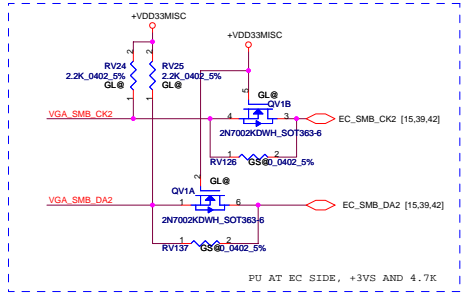 +VDD33MISC
+VDD33MISC
RV24
2.2K_0402_5%
GL@
RV25
2.2K_0402_5%
GL@
2
2
1
1
5
GL@
QV1B
VGA_SMB_CK2
4
3
EC_SMB_CK2 [15,39,42]
2N7002KDWH_SOT363-6
1
2
RV126
GS@0_0402_5%
2
GL@
QV1A
VGA_SMB_DA2
1
6
EC_SMB_DA2 [15,39,42]
2N7002KDWH_SOT363-6
1
2
RV137
GS@0_0402_5%
PU AT EC SIDE, +3VS AND 4.7K